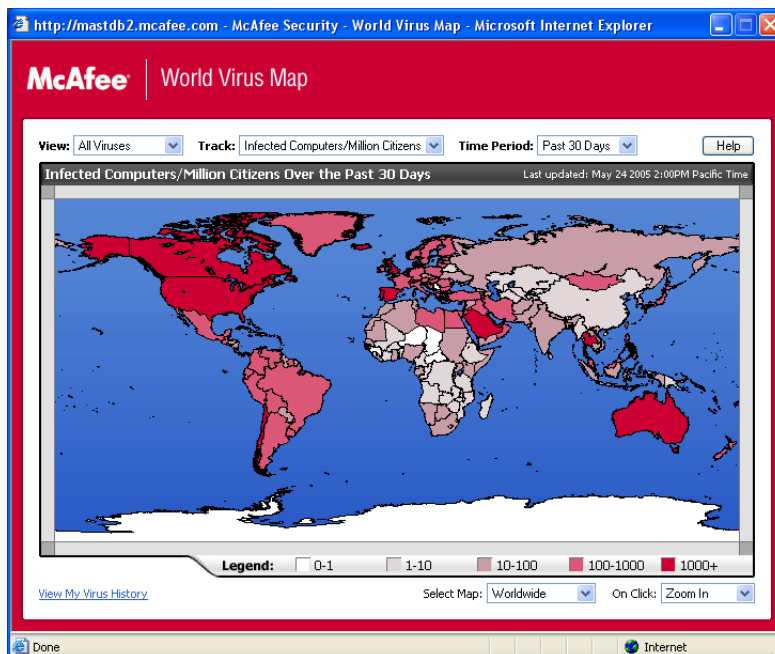 http://mastdb2.mcafee.com - McAfee Security - World Virus Map - Microsoft Internet Explorer
McAfee® World Virus Map
View: All Viruses Track: Infected Computers/Million Citizens Time Period: Past 30 Days Help
Infected Computers/Million Citizens Over the Past 30 Days Last updated: May 24 2005 2:00PM Pacific Time
Legend: 0-1 1-10 10-100 100-1000 1000+
View My Virus History Select Map: Worldwide On Click: Zoom In
Done Internet